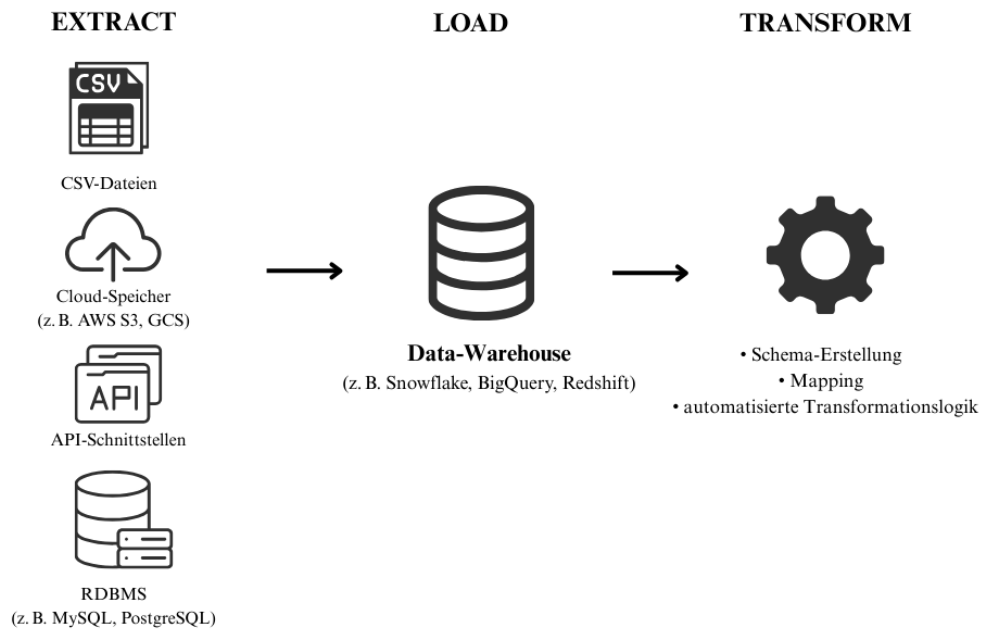 EXTRACT
CSV
CSV-Dateien
Cloud-Speicher
(z. B. AWS S3, GCS)
API
API-Schnittstellen
RDBMS
(z. B. MySQL, PostgreSQL)
LOAD
Data-Warehouse
(z. B. Snowflake, BigQuery, Redshift)
TRANSFORM
• Schema-Erstellung
• Mapping
• automatisierte Transformationslogik